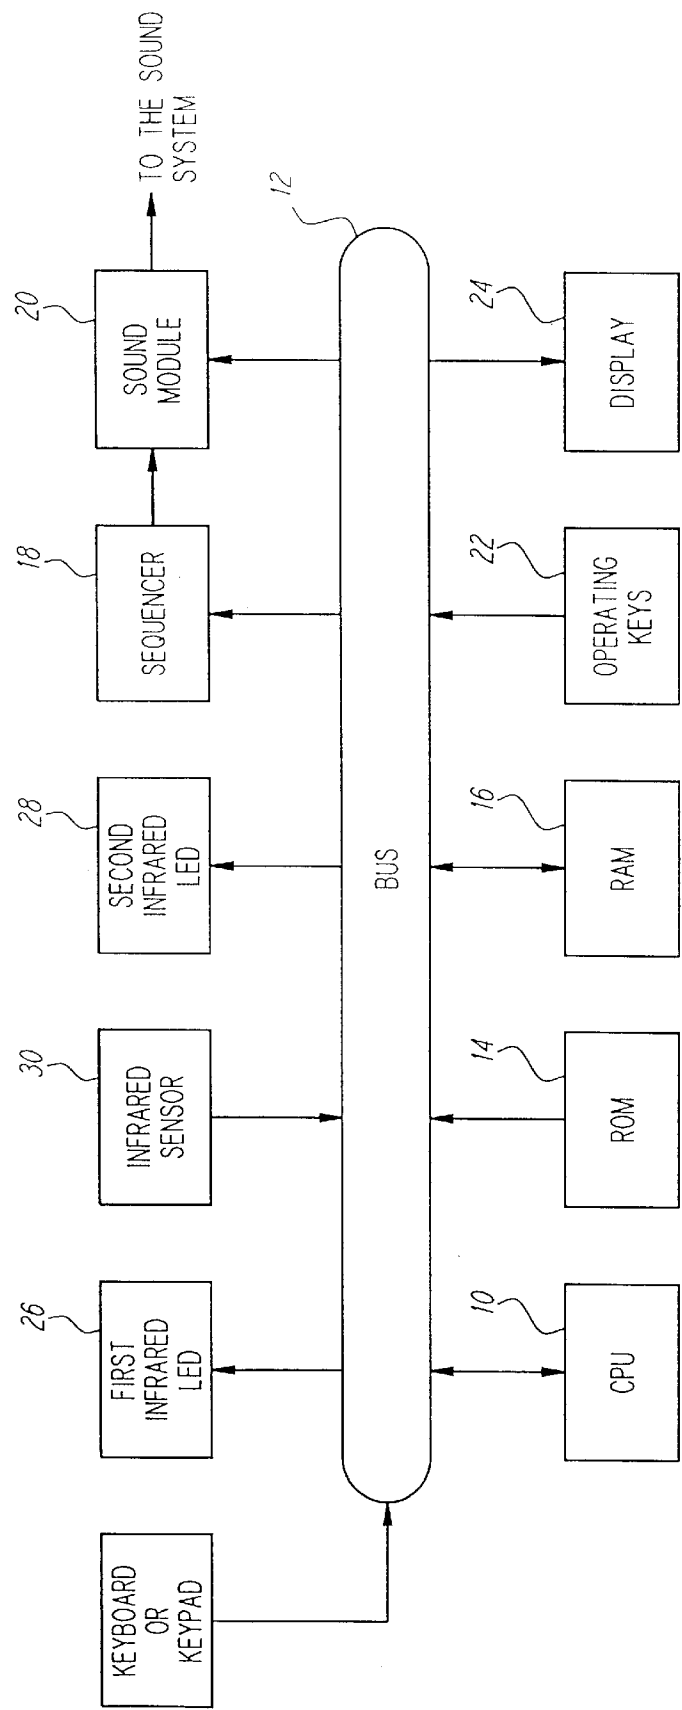 KEYBOARD
OR
KEYPAD
26
FIRST
INFRARED
LED
30
INFRARED
SENSOR
28
SECOND
INFRARED
LED
18
SEQUENCER
20
SOUND
MODULE
TO THE SOUND
SYSTEM
12
BUS
10
CPU
14
ROM
16
RAM
22
OPERATING
KEYS
24
DISPLAY